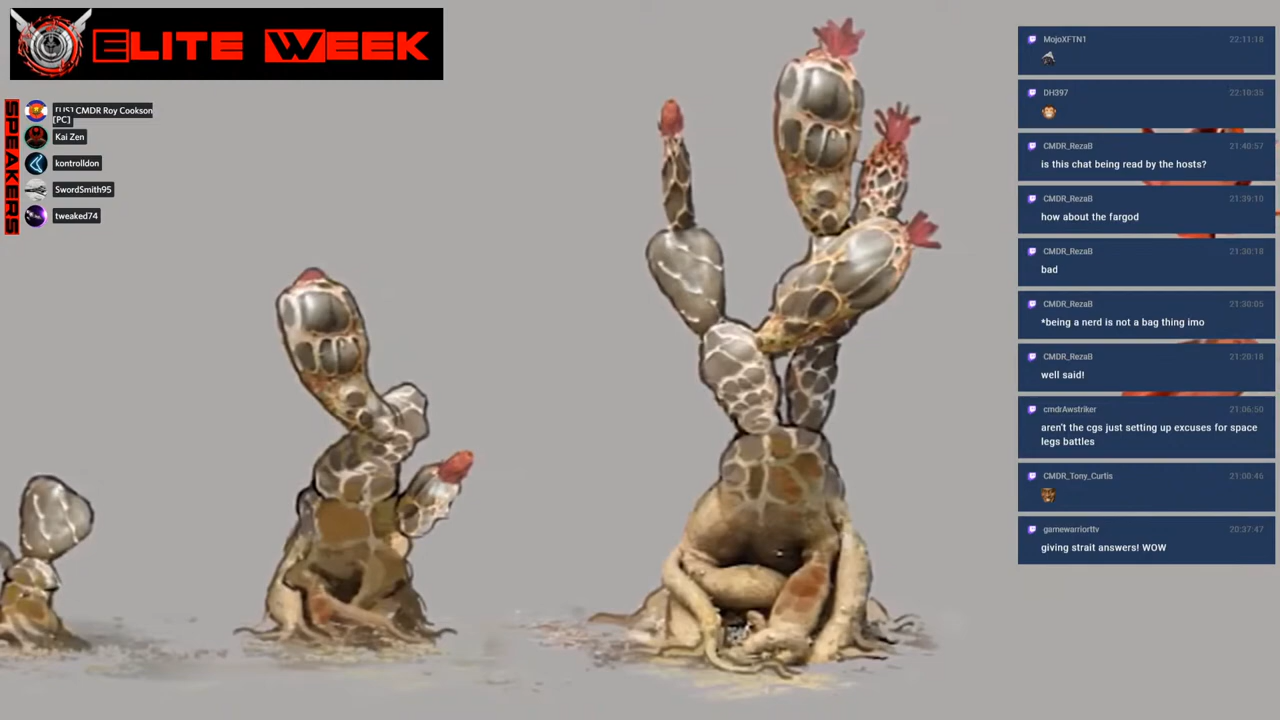 ELITE WEEK
SPEAKERS
[US] CMDR Roy Cookson
[PC]
Kai Zen
kontrolldon
SwordSmith95
tweaked74
MojoXFTN1 22:11:18
DH397 22:10:35
CMDR_RezaB 21:40:57
is this chat being read by the hosts?
CMDR_RezaB 21:39:10
how about the fargod
CMDR_RezaB 21:30:18
bad
CMDR_RezaB 21:30:05
*being a nerd is not a bag thing imo
CMDR_RezaB 21:20:18
well said!
cmdrAwstriker 21:06:50
aren't the cgs just setting up excuses for space
legs battles
CMDR_Tony_Curtis 21:00:46
gamewarriorttv 20:37:47
giving strait answers! WOW